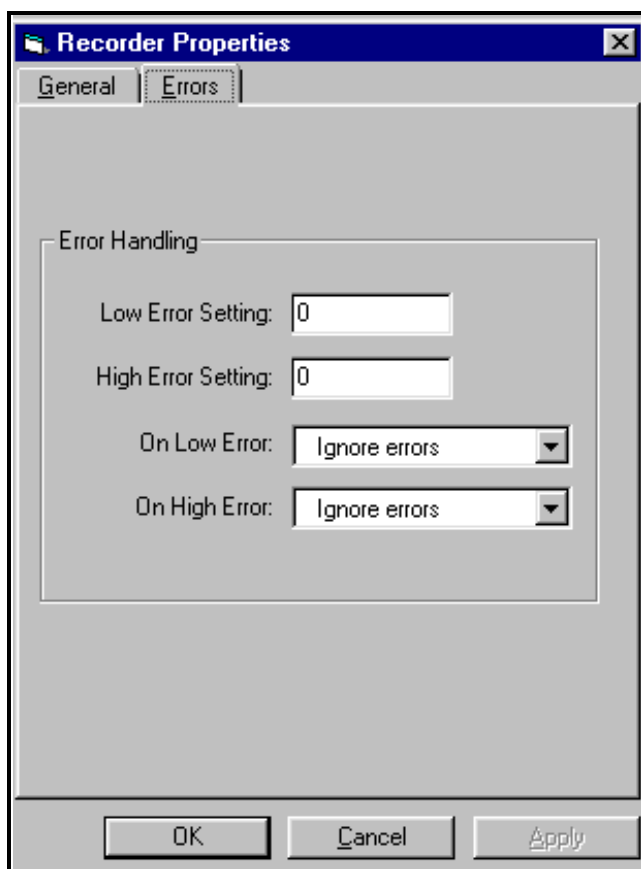 Recorder Properties
General Errors
Error Handling
Low Error Setting: 0
High Error Setting: 0
On Low Error: Ignore errors
On High Error: Ignore errors
OK Cancel Apply